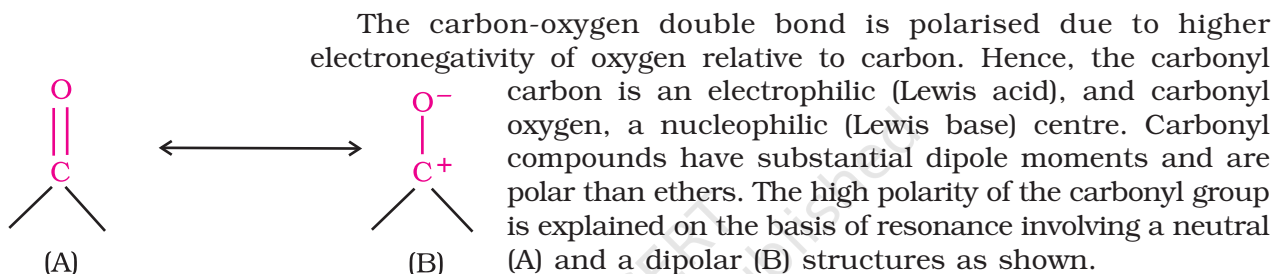 The carbon-oxygen double bond is polarised due to higher
electronegativity of oxygen relative to carbon. Hence, the carbonyl
carbon is an electrophilic (Lewis acid), and carbonyl
oxygen, a nucleophilic (Lewis base) centre. Carbonyl
compounds have substantial dipole moments and are
polar than ethers. The high polarity of the carbonyl group
is explained on the basis of resonance involving a neutral
(A) and a dipolar (B) structures as shown.
O
C
(A)
O−
C+
(B)